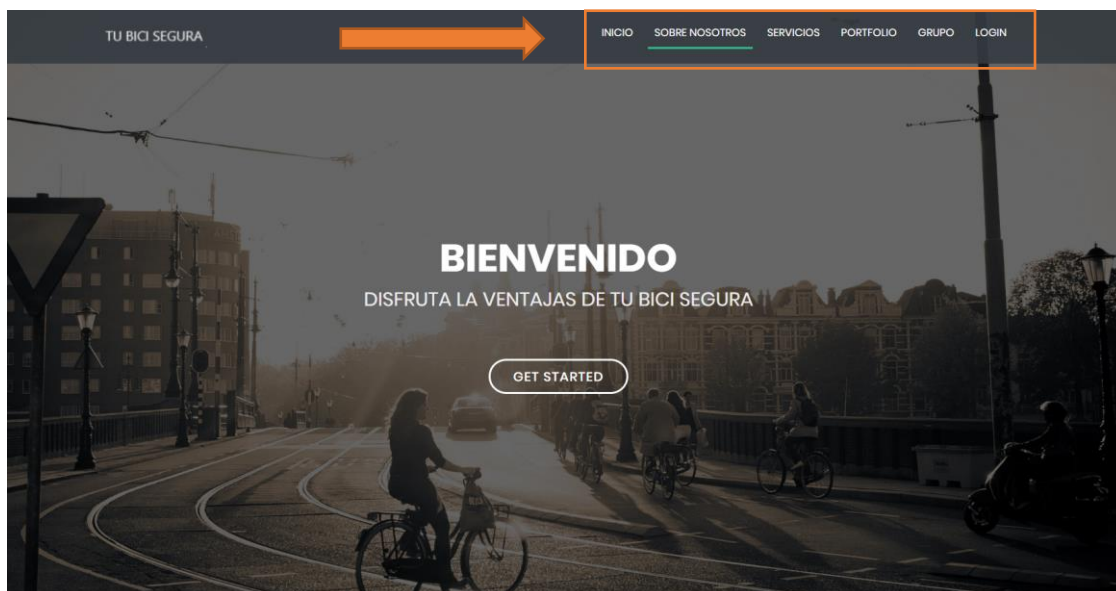 TU BICI SEGURA
INICIO SOBRE NOSOTROS SERVICIOS PORTFOLIO GRUPO LOGIN
BIENVENIDO
DISFRUTA LA VENTAJAS DE TU BICI SEGURA
GET STARTED